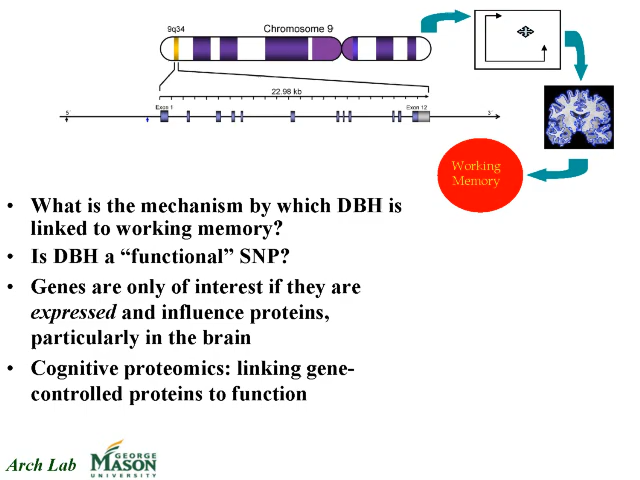 9q34
Chromosome 9
22.98 kb
Exon 1
Exon 12
5´
3´
Working
Memory
• What is the mechanism by which DBH is
linked to working memory?
• Is DBH a “functional” SNP?
• Genes are only of interest if they are
expressed and influence proteins,
particularly in the brain
• Cognitive proteomics: linking gene-
controlled proteins to function
Arch Lab
GEORGE
MASON
UNIVERSITY